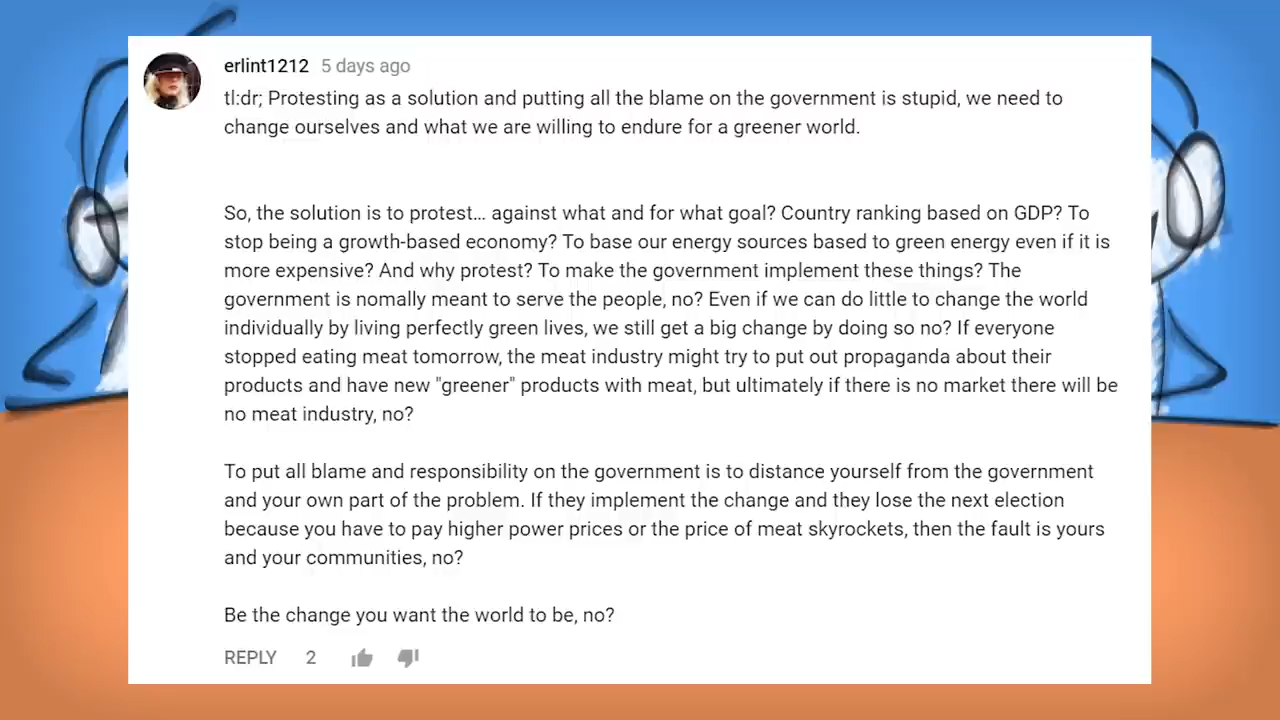 erlint1212 5 days ago
tl:dr; Protesting as a solution and putting all the blame on the government is stupid, we need to
change ourselves and what we are willing to endure for a greener world.
So, the solution is to protest... against what and for what goal? Country ranking based on GDP? To
stop being a growth-based economy? To base our energy sources based to green energy even if it is
more expensive? And why protest? To make the government implement these things? The
government is nomally meant to serve the people, no? Even if we can do little to change the world
individually by living perfectly green lives, we still get a big change by doing so no? If everyone
stopped eating meat tomorrow, the meat industry might try to put out propaganda about their
products and have new "greener" products with meat, but ultimately if there is no market there will be
no meat industry, no?
To put all blame and responsibility on the government is to distance yourself from the government
and your own part of the problem. If they implement the change and they lose the next election
because you have to pay higher power prices or the price of meat skyrockets, then the fault is yours
and your communities, no?
Be the change you want the world to be, no?
REPLY 2